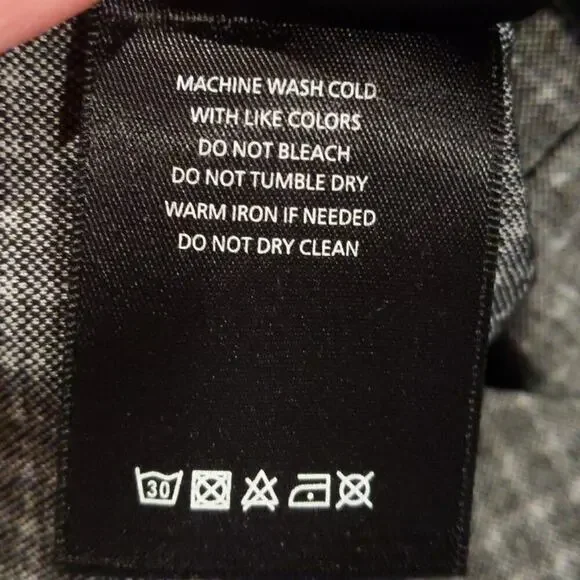 MACHINE WASH COLD
WITH LIKE COLORS
DO NOT BLEACH
DO NOT TUMBLE DRY
WARM IRON IF NEEDED
DO NOT DRY CLEAN
30